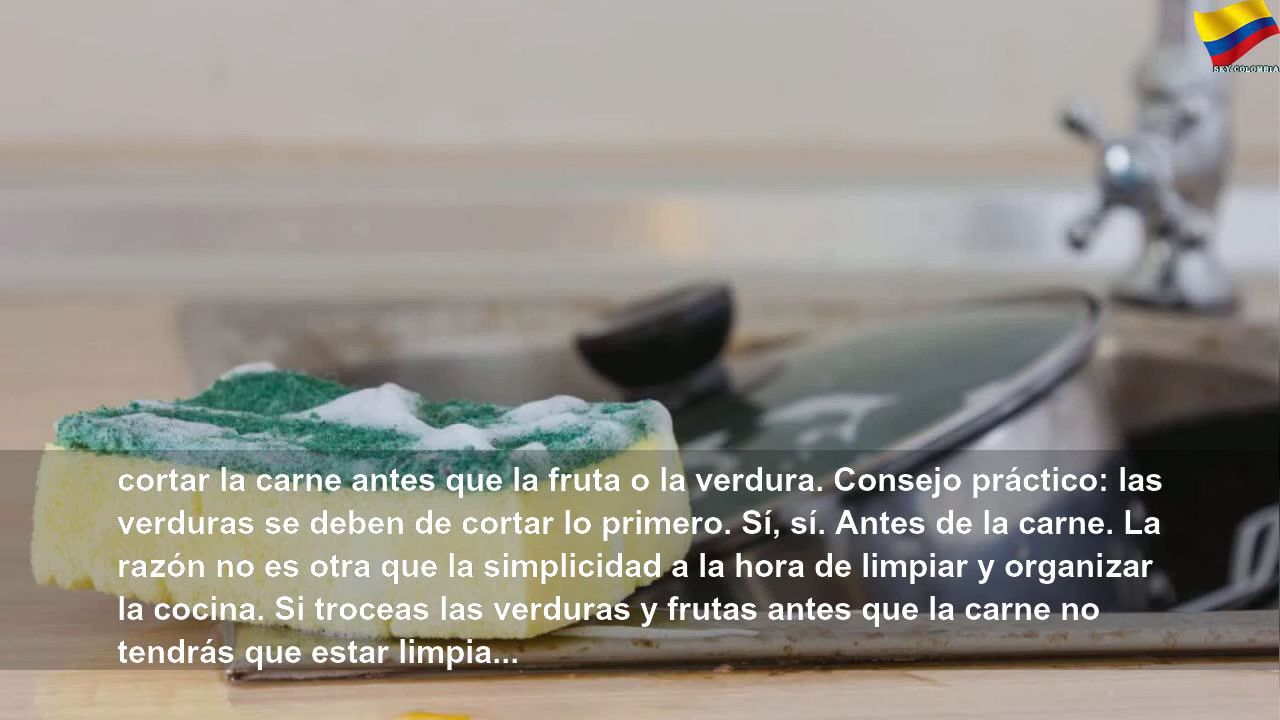 SKY COLOMBIA
cortar la carne antes que la fruta o la verdura. Consejo práctico: las
verduras se deben de cortar lo primero. Sí, sí. Antes de la carne. La
razón no es otra que la simplicidad a la hora de limpiar y organizar
la cocina. Si troceas las verduras y frutas antes que la carne no
tendrás que estar limpia...